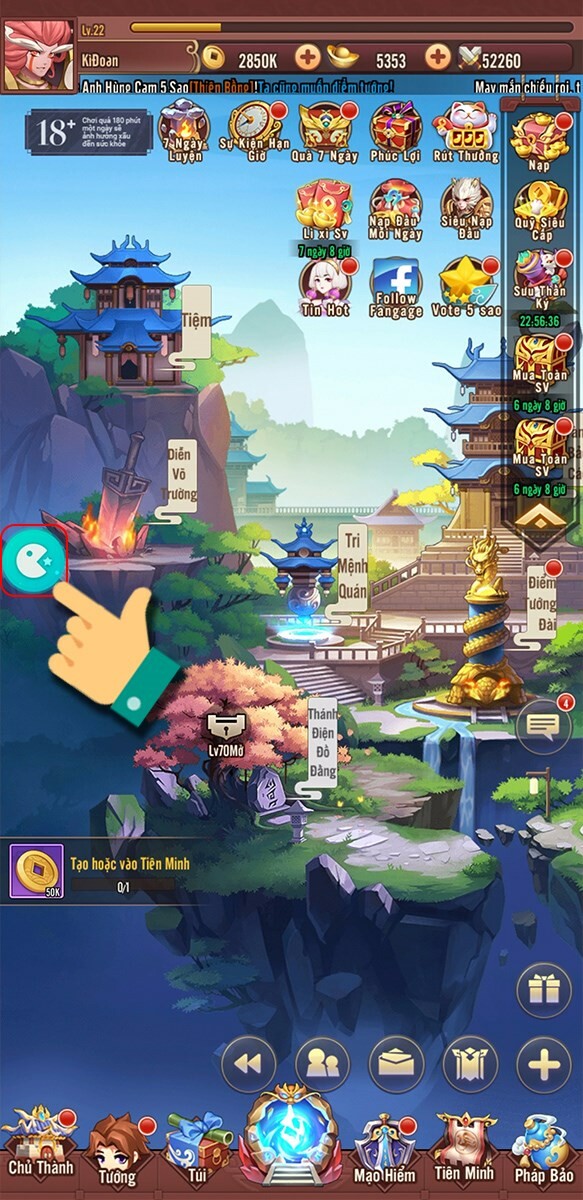 Lv.22
KiĐoan
2850K
5353
52260
Anh Hùng Cam 5 Sao[Thiên Bồng]!Ta cũng muốn điểm tướng!
May mắn chiếu rọi, t
18+
Chơi quá 180 phút
một ngày sẽ
ảnh hưởng xấu
đến sức khỏe
7 Ngày
Luyện
Sự Kiện Hạn
Giờ
Quà 7 Ngày
Phúc Lợi
Rút Thưởng
Nạp
Lì xì Sv
7 ngày 8 giờ
Nạp Đầu
Mỗi Ngày
Siêu Nạp
Đầu
Quỹ Siêu
Cấp
Tin Hot
Follow
Fangage
Vote 5 sao
Sưu Thần
Ký
22:56:36
Mua Toàn
SV
6 ngày 8 giờ
Mua Toàn
SV
6 ngày 8 giờ
Tiệm
Diễn
Võ
Trường
Tri
Mệnh
Quán
Điểm
Tướng
Đài
Thánh
Điện
Đỏ
Đằng
Lv70Mở
4
Tạo hoặc vào Tiên Minh
0/1
50K
Chủ Thành
Tướng
Túi
Mạo Hiểm
Tiên Minh
Pháp Bảo